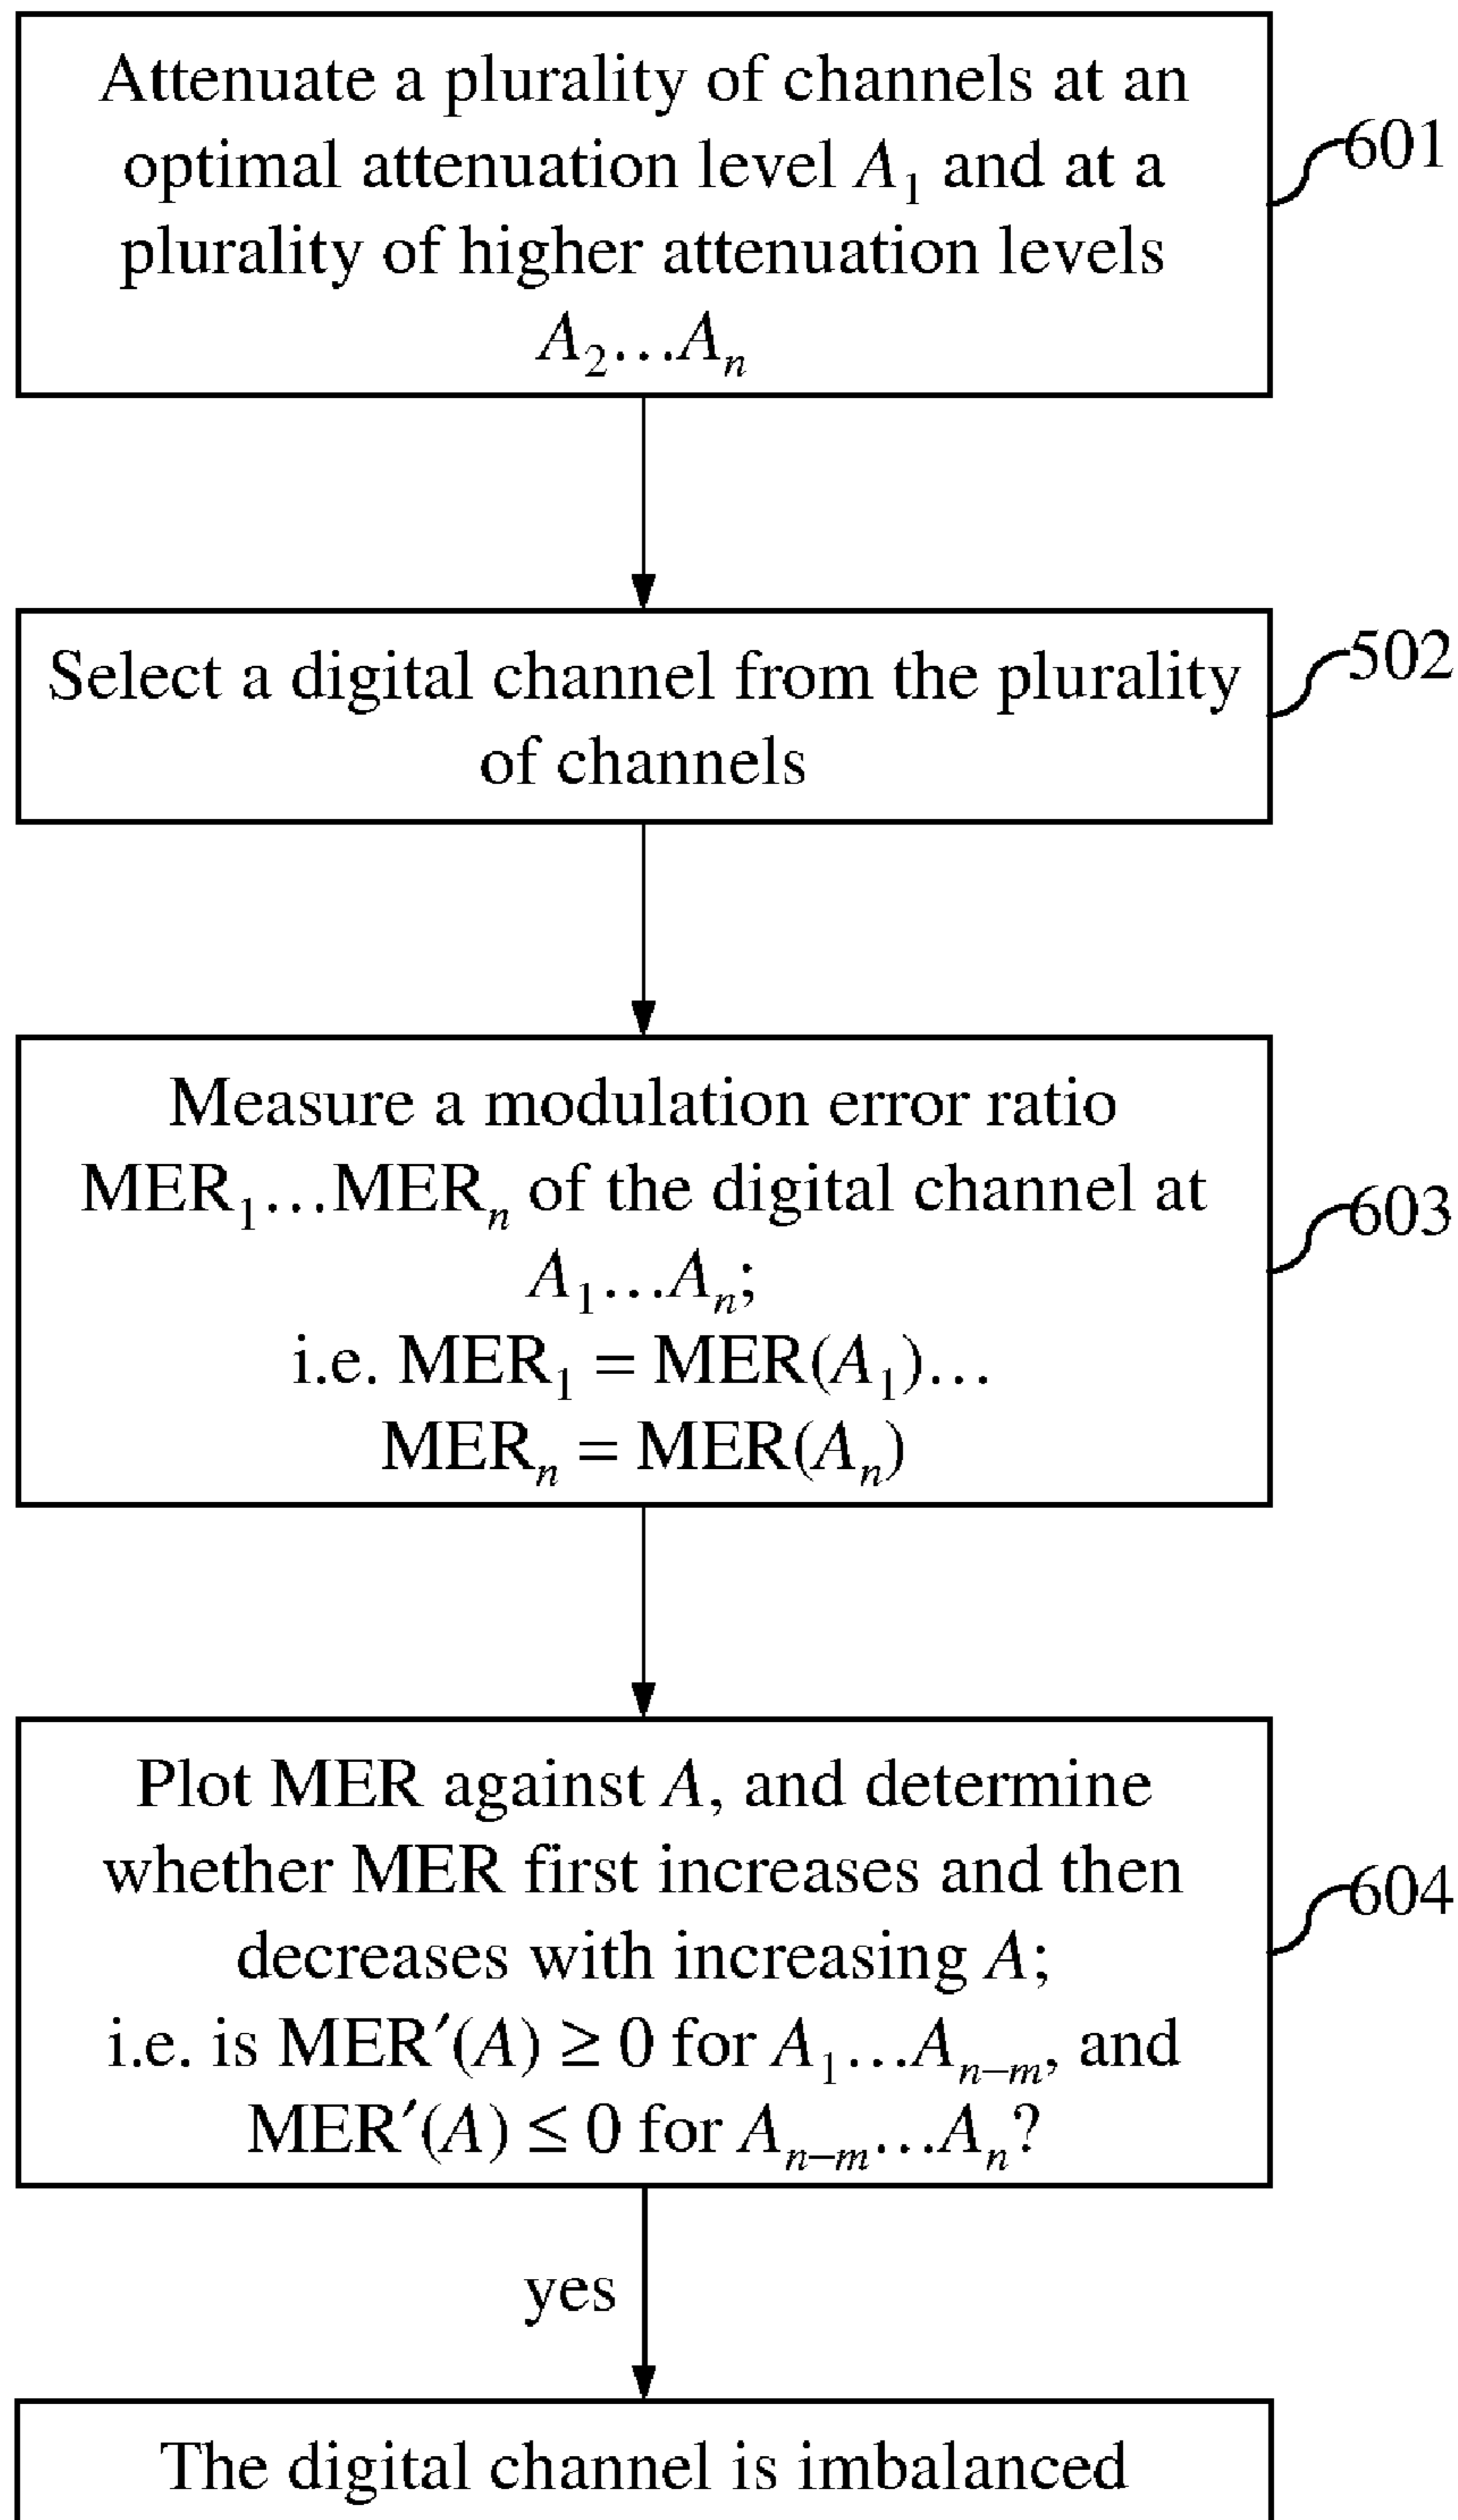 Attenuate a plurality of channels at an
optimal attenuation level A₁ and at a
plurality of higher attenuation levels
A₂…Aₙ
601
Select a digital channel from the plurality
of channels
502
Measure a modulation error ratio
MER₁…MERₙ of the digital channel at
A₁…Aₙ;
i.e. MER₁ = MER(A₁)…
MERₙ = MER(Aₙ)
603
Plot MER against A, and determine
whether MER first increases and then
decreases with increasing A;
i.e. is MER′(A) ≥ 0 for A₁…Aₙ₋ₘ, and
MER′(A) ≤ 0 for Aₙ₋ₘ…Aₙ?
604
yes
The digital channel is imbalanced